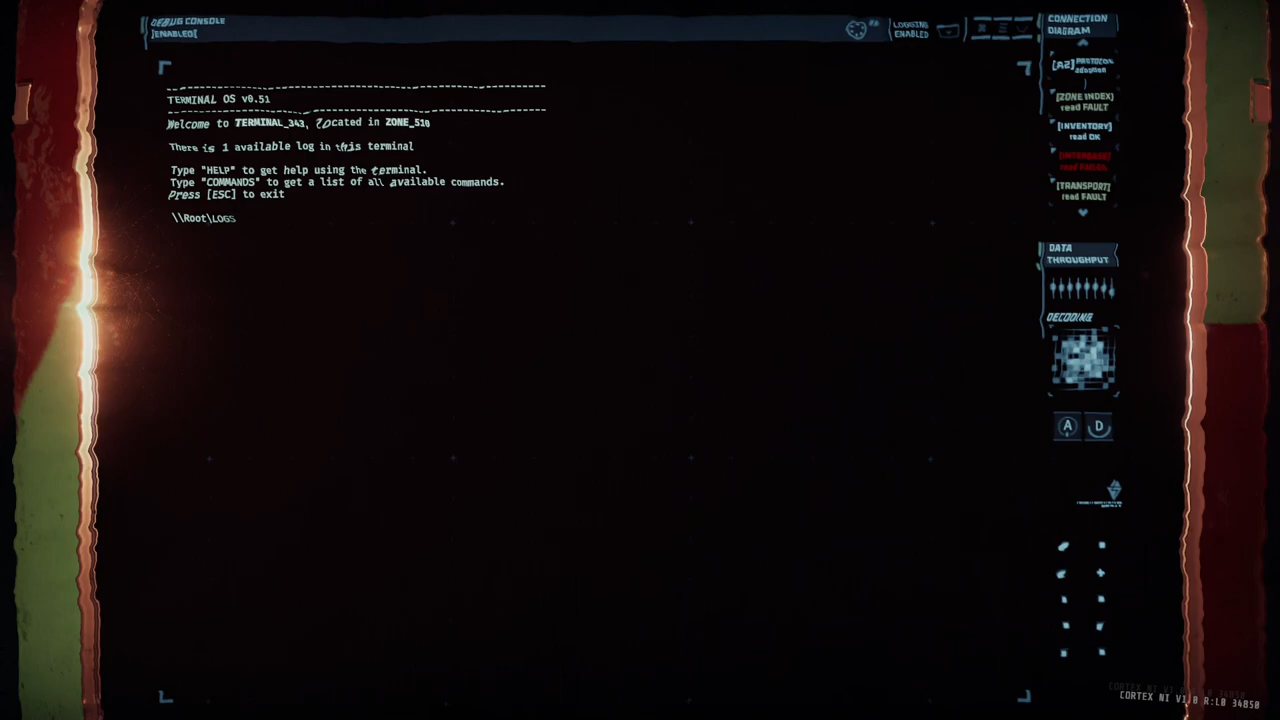 DEBUG CONSOLE
[ENABLED[
LOGGING
ENABLED
TERMINAL OS v0.51
Welcome to TERMINAL_343, located in ZONE_510
There is 1 available log in this terminal
Type "HELP" to get help using the terminal.
Type "COMMANDS" to get a list of all available commands.
Press [ESC] to exit
\\Root\LOGS
CONNECTION
DIAGRAM
[A2] PROTOCOL
[ZONE INDEX]
read FAULT
[INVENTORY]
read OK
read
[TRANSPORT]
read FAULT
DATA
THROUGHPUT
DECODING
A D
CORTEX NI V1.0 R:L0 34850